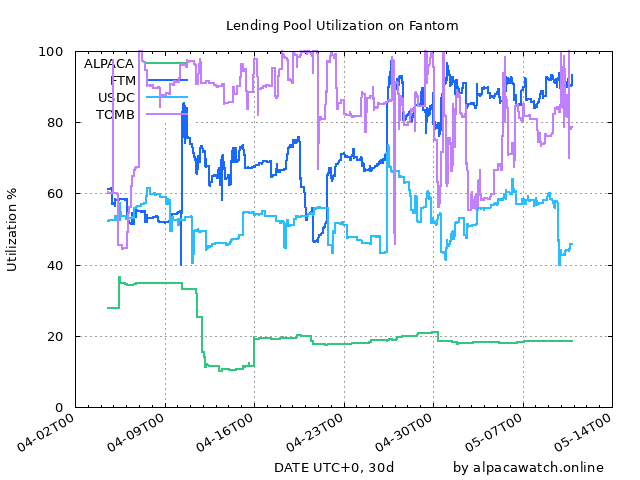 Lending Pool Utilization on Fantom
Utilization %
100
80
60
40
20
0
ALPACA
FTM
USDC
TOMB
04-02T00
04-09T00
04-16T00
04-23T00
04-30T00
05-07T00
05-14T00
DATE UTC+0, 30d
by alpacawatch.online